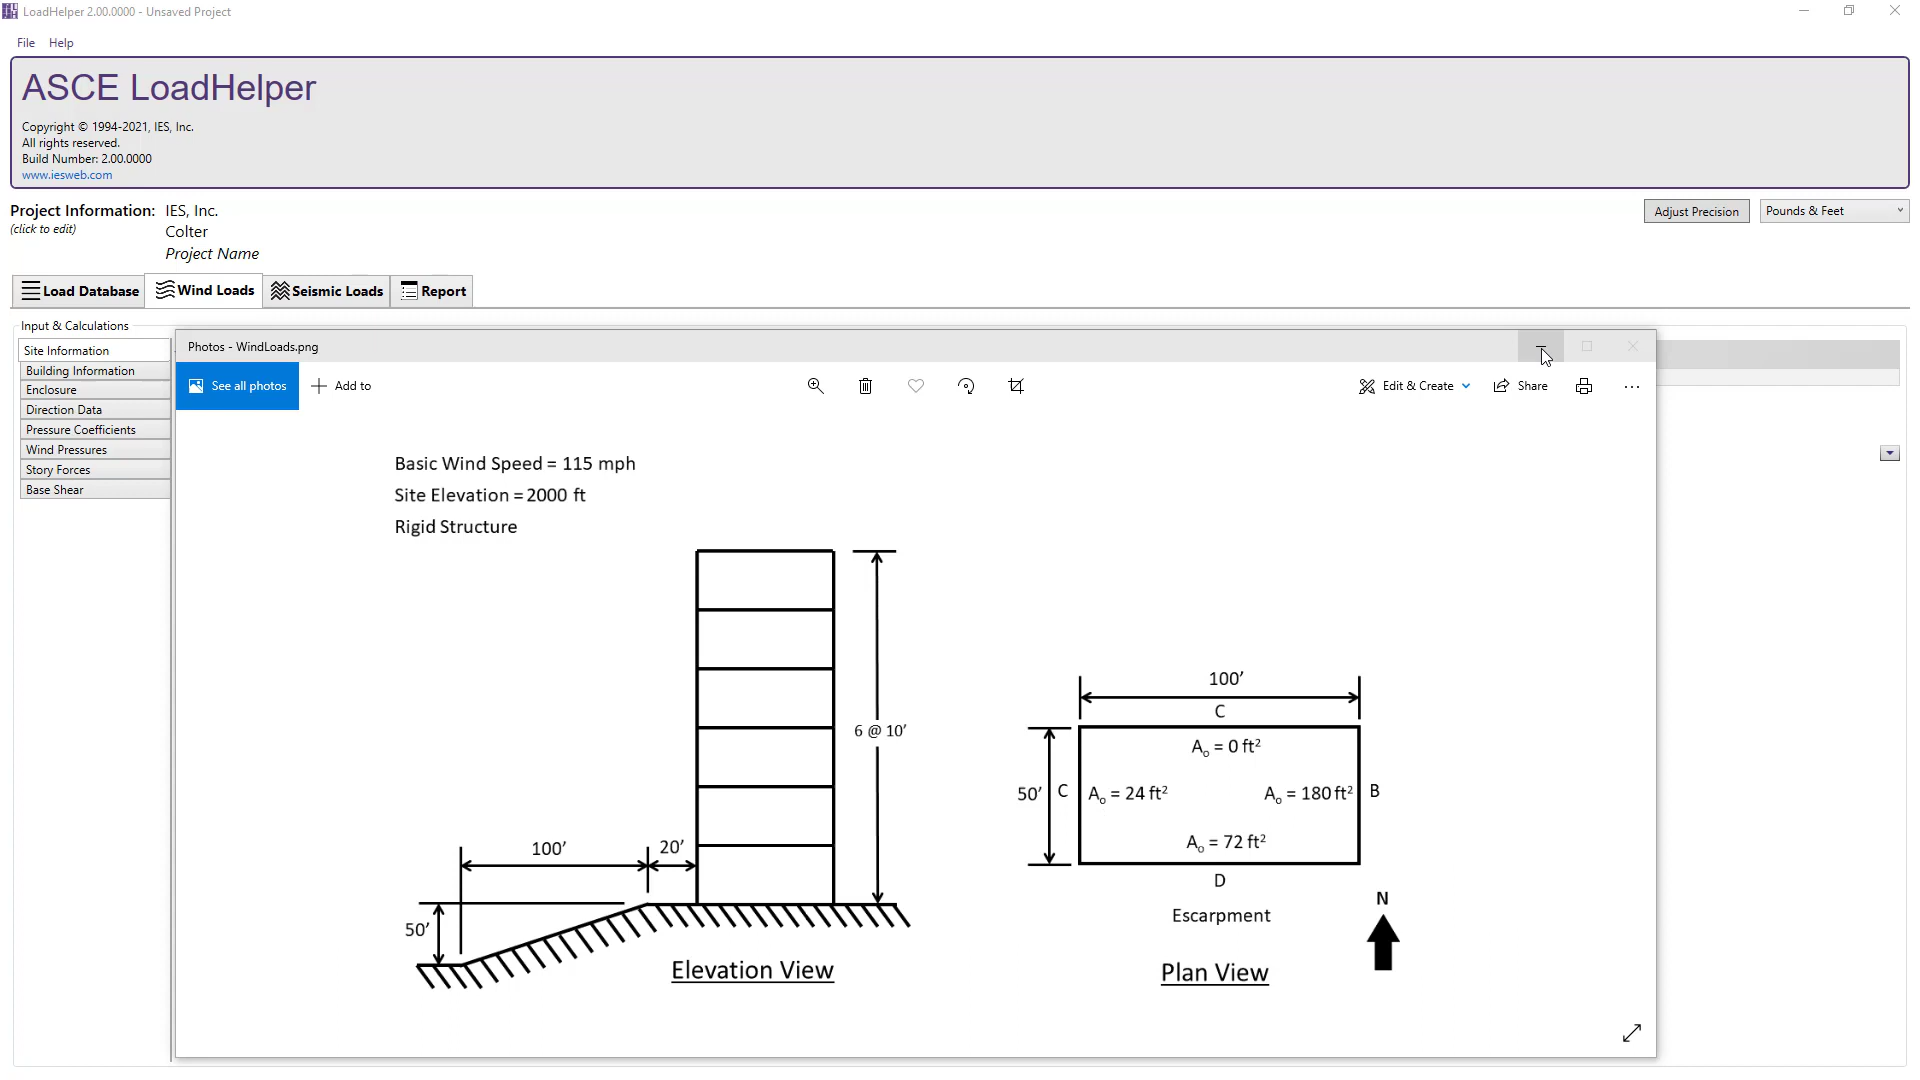 LoadHelper 2.00.0000 - Unsaved Project
File Help
ASCE LoadHelper
Copyright © 1994-2021, IES, Inc.
All rights reserved.
Build Number: 2.00.0000
www.iesweb.com
Project Information: IES, Inc.
(click to edit) Colter
Project Name
Adjust Precision Pounds & Feet
Load Database Wind Loads Seismic Loads Report
Input & Calculations
Site Information
Building Information
Enclosure
Direction Data
Pressure Coefficients
Wind Pressures
Story Forces
Base Shear
Photos - WindLoads.png
See all photos Add to Edit & Create Share
Basic Wind Speed = 115 mph
Site Elevation = 2000 ft
Rigid Structure
6 @ 10'
100'
20'
50'
Elevation View
100'
C
Aₒ = 0 ft²
50' C Aₒ = 24 ft² Aₒ = 180 ft² B
Aₒ = 72 ft²
D
Escarpment
N
Plan View